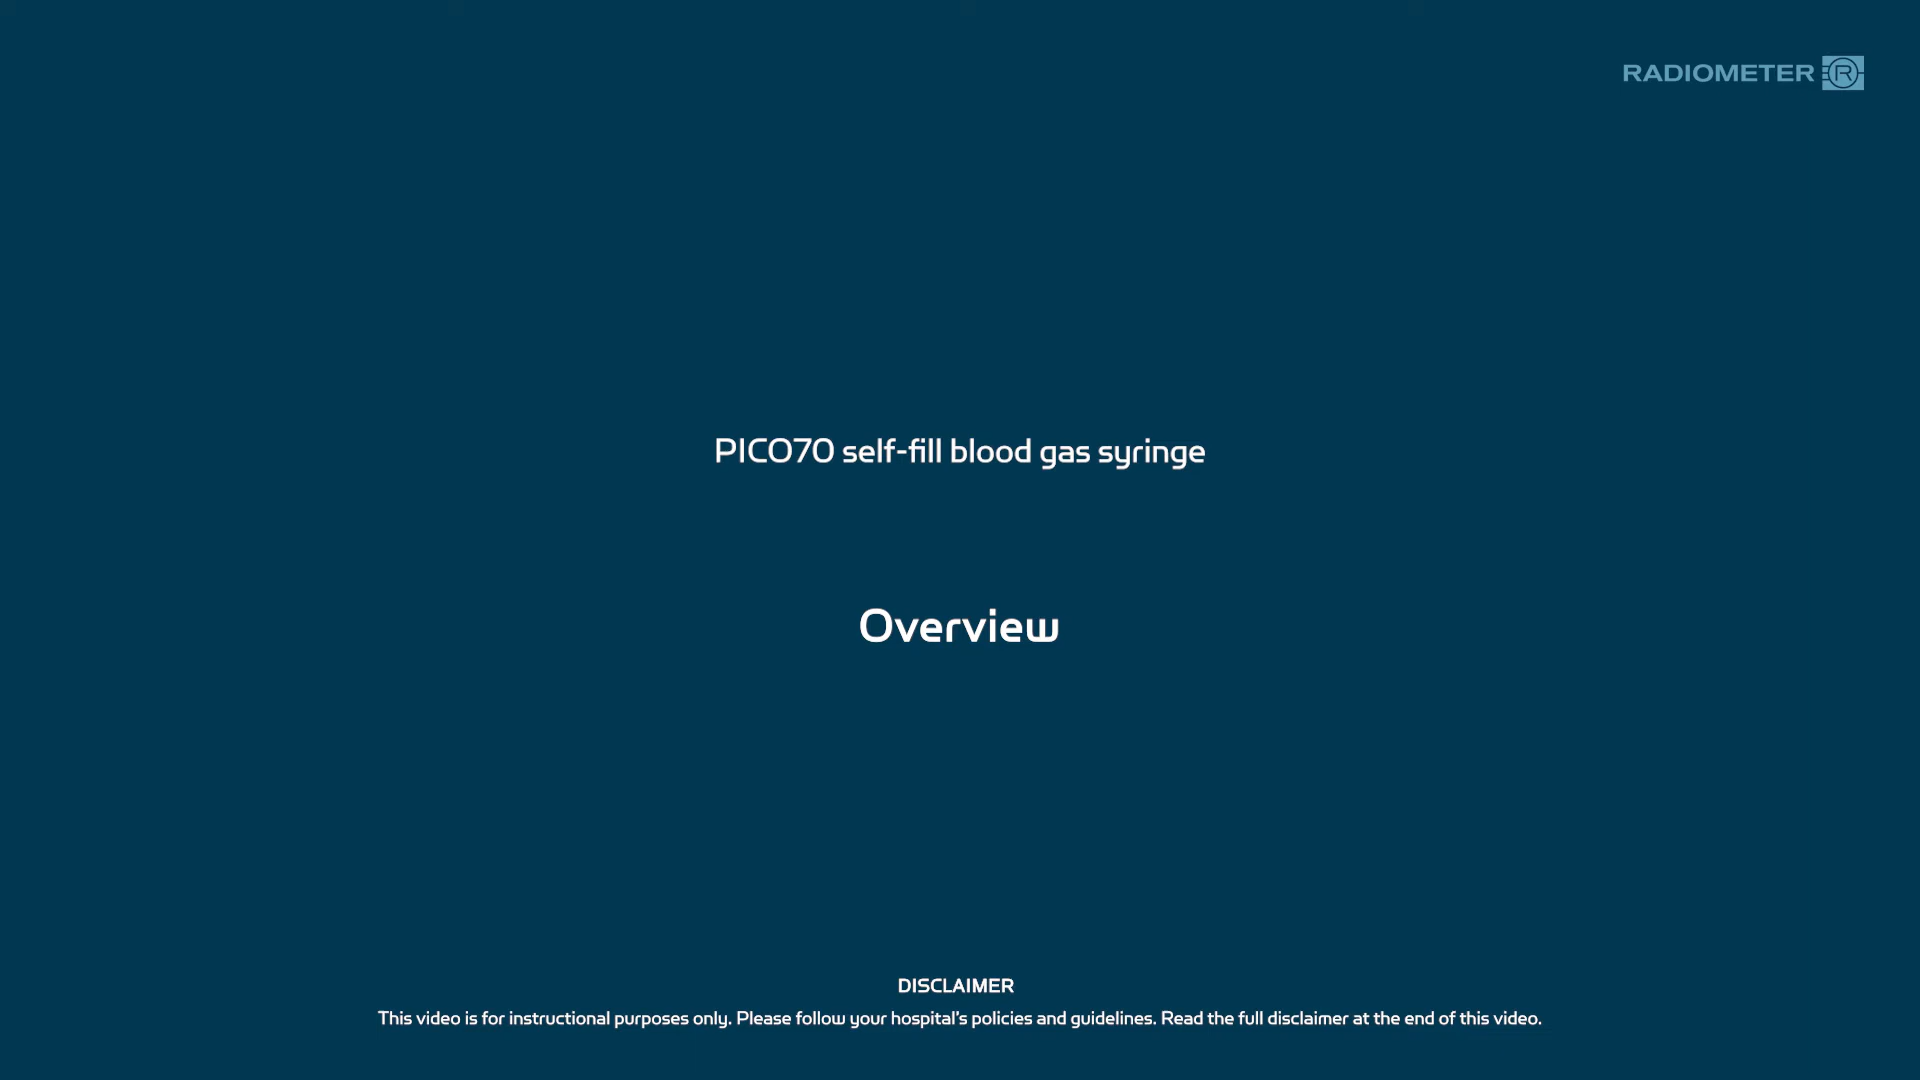 RADIOMETER R
PICO70 self-fill blood gas syringe
Overview
DISCLAIMER
This video is for instructional purposes only. Please follow your hospital's policies and guidelines. Read the full disclaimer at the end of this video.